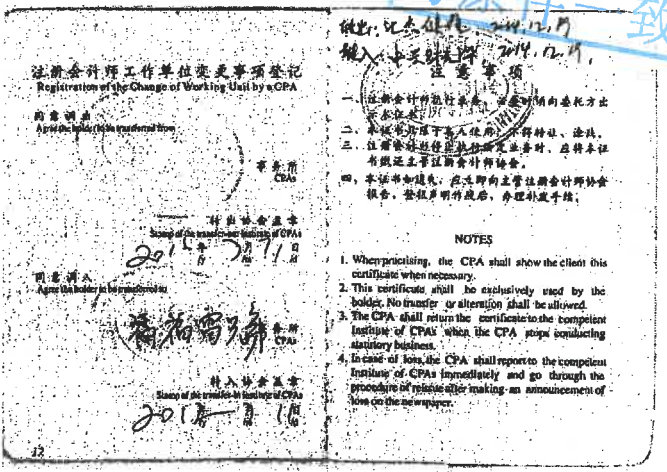 注册会计师工作单位变更事项登记
Registration of the Change of Working Unit by a CPA
同意调出
Agree the holder to be transferred from
事务所
CPAs
转出协会盖章
Stamp of the transfer-out Institute of CPAs
年 月 日
同意调入
Agree the holder to be transferred to
事务所
CPAs
转入协会盖章
Stamp of the transfer-in Institute of CPAs
12
一致
2014.12.
2014.12.
注意事项
一、注册会计师执行业务，必要时须向委托方出
示本证书。
二、本证书只限于本人使用，不得转让、涂改。
三、注册会计师停止执行法定业务时，应将本证
书缴还主管注册会计师协会。
四、本证书如遗失，应立即向主管注册会计师协会
报告，登报声明作废后，办理补发手续。
NOTES
1. When practising, the CPA shall show the client this
certificate when necessary.
2. This certificate shall be exclusively used by the
holder. No transfer or alteration shall be allowed.
3. The CPA shall return the certificate to the competent
Institute of CPAs when the CPA stops conducting
statutory business.
4. In case of loss, the CPA shall report to the competent
Institute of CPAs immediately and go through the
procedure of reissue after making an announcement of
loss on the newspaper.